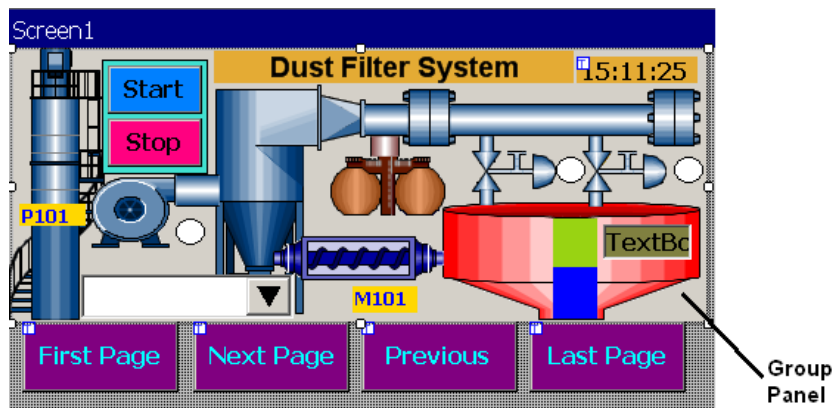 Screen1
Dust Filter System
15:11:25
Start
Stop
P101
TextBo
M101
First Page
Next Page
Previous
Last Page
Group
Panel